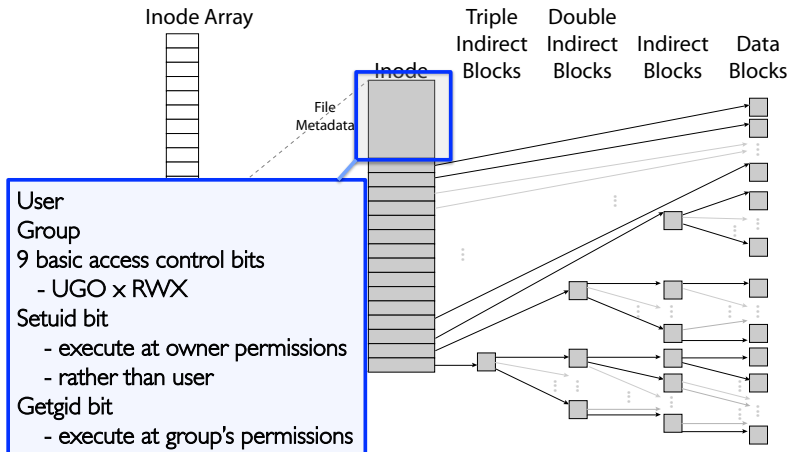 Inode Array
Triple Indirect Blocks
Double Indirect Blocks
Indirect Blocks
Data Blocks
Inode
File Metadata
User
Group
9 basic access control bits
- UGO x RWX
Setuid bit
- execute at owner permissions
- rather than user
Getgid bit
- execute at group's permissions